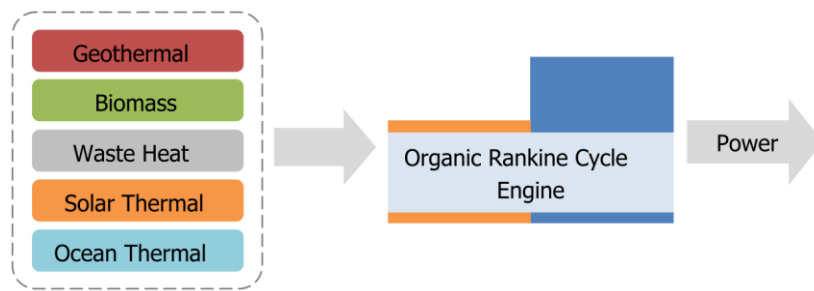 Geothermal
Biomass
Waste Heat
Solar Thermal
Ocean Thermal
Organic Rankine Cycle
Engine
Power